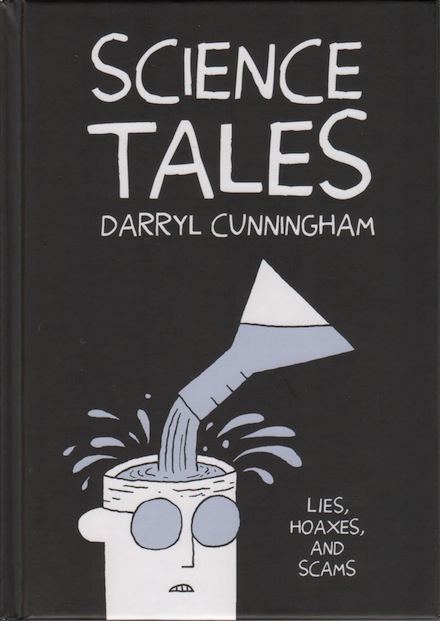 SCIENCE
TALES
DARRYL CUNNINGHAM
LIES,
HOAXES,
AND
SCAMS